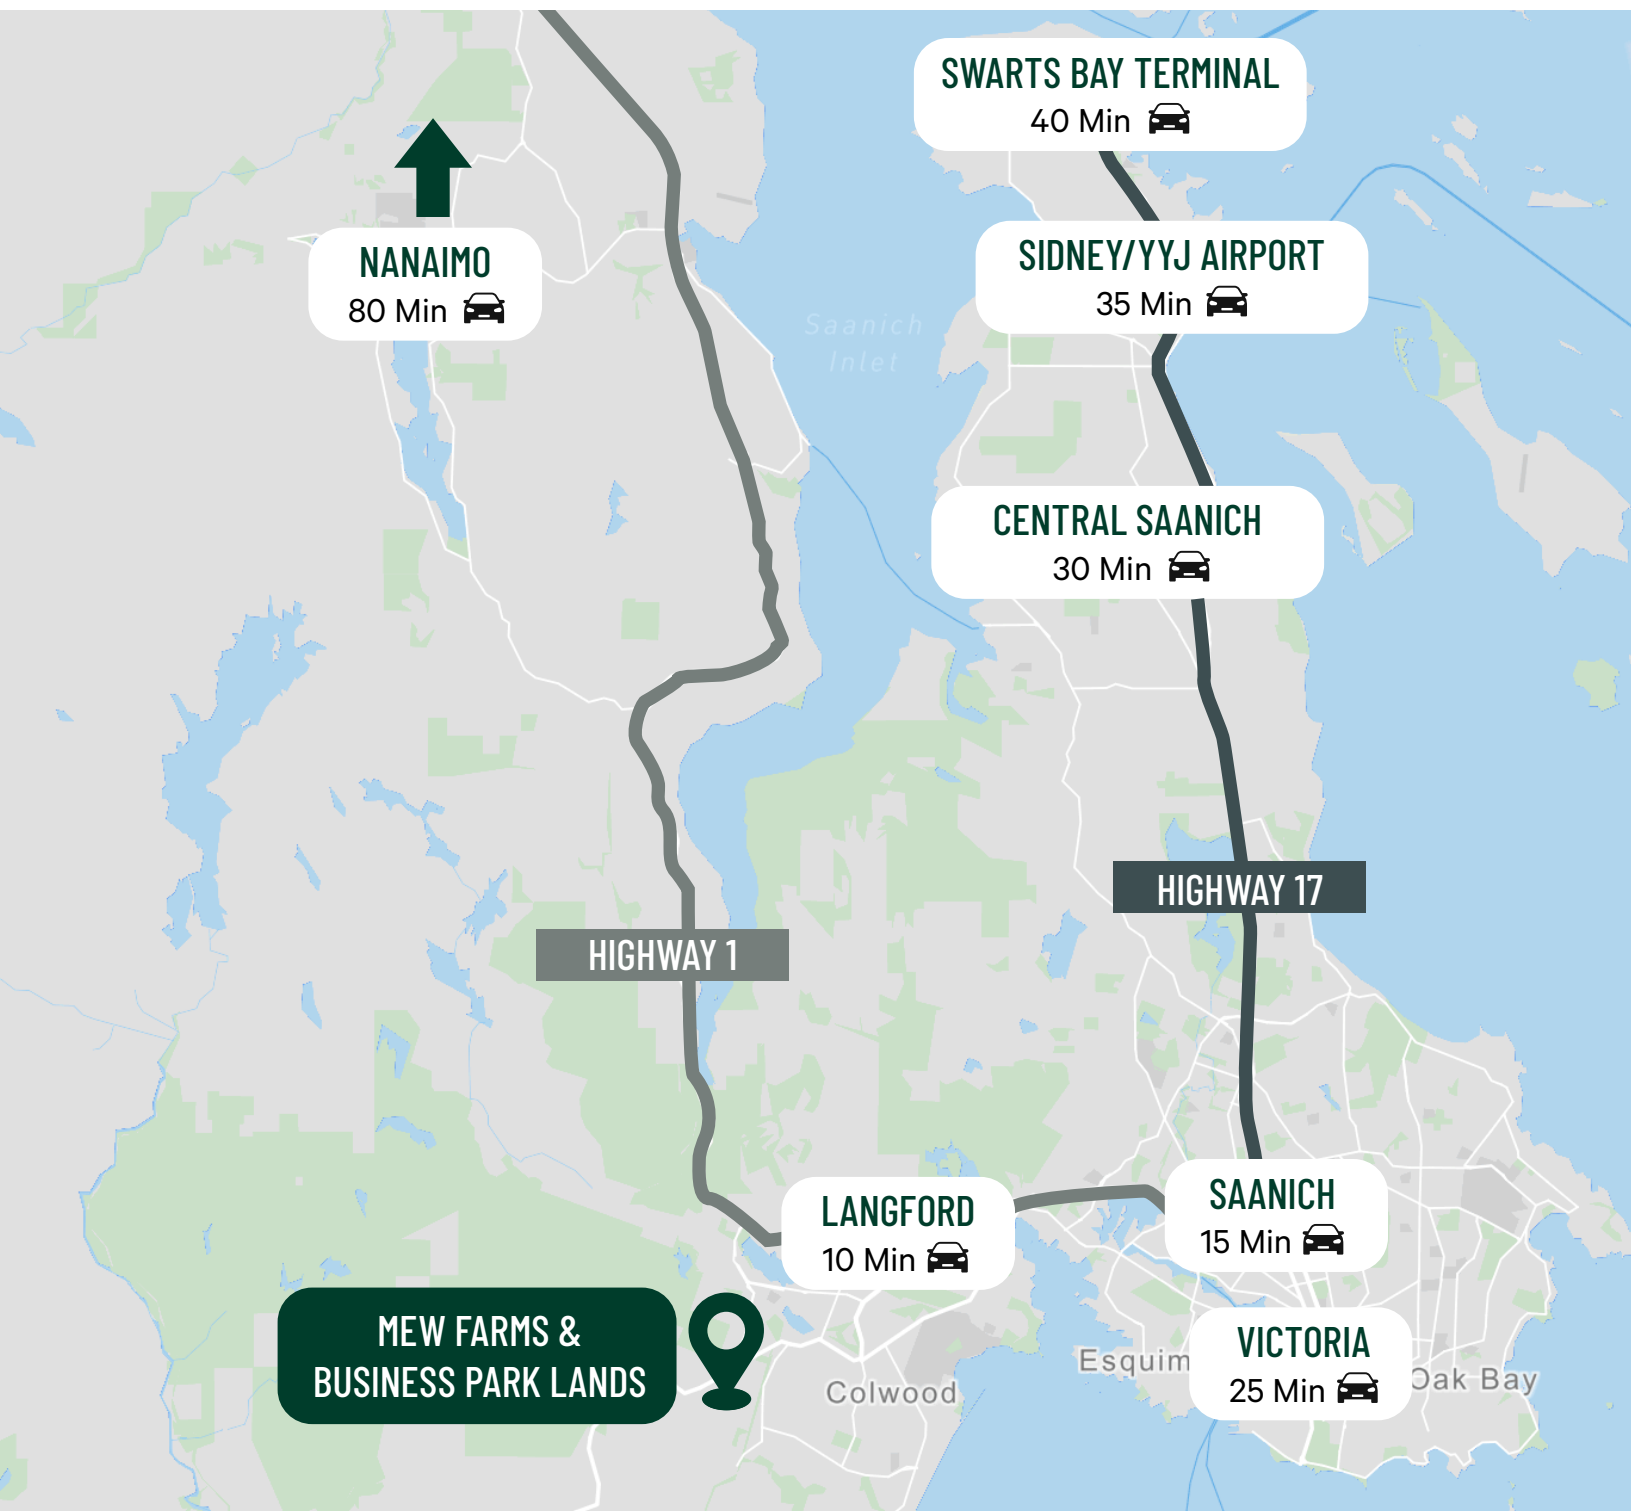 SWARTS BAY TERMINAL
40 Min
NANAIMO
80 Min
SIDNEY/YYJ AIRPORT
35 Min
Saanich
Inlet
CENTRAL SAANICH
30 Min
HIGHWAY 17
HIGHWAY 1
LANGFORD
10 Min
SAANICH
15 Min
MEW FARMS &
BUSINESS PARK LANDS
VICTORIA
25 Min
Esquim
Oak Bay
Colwood